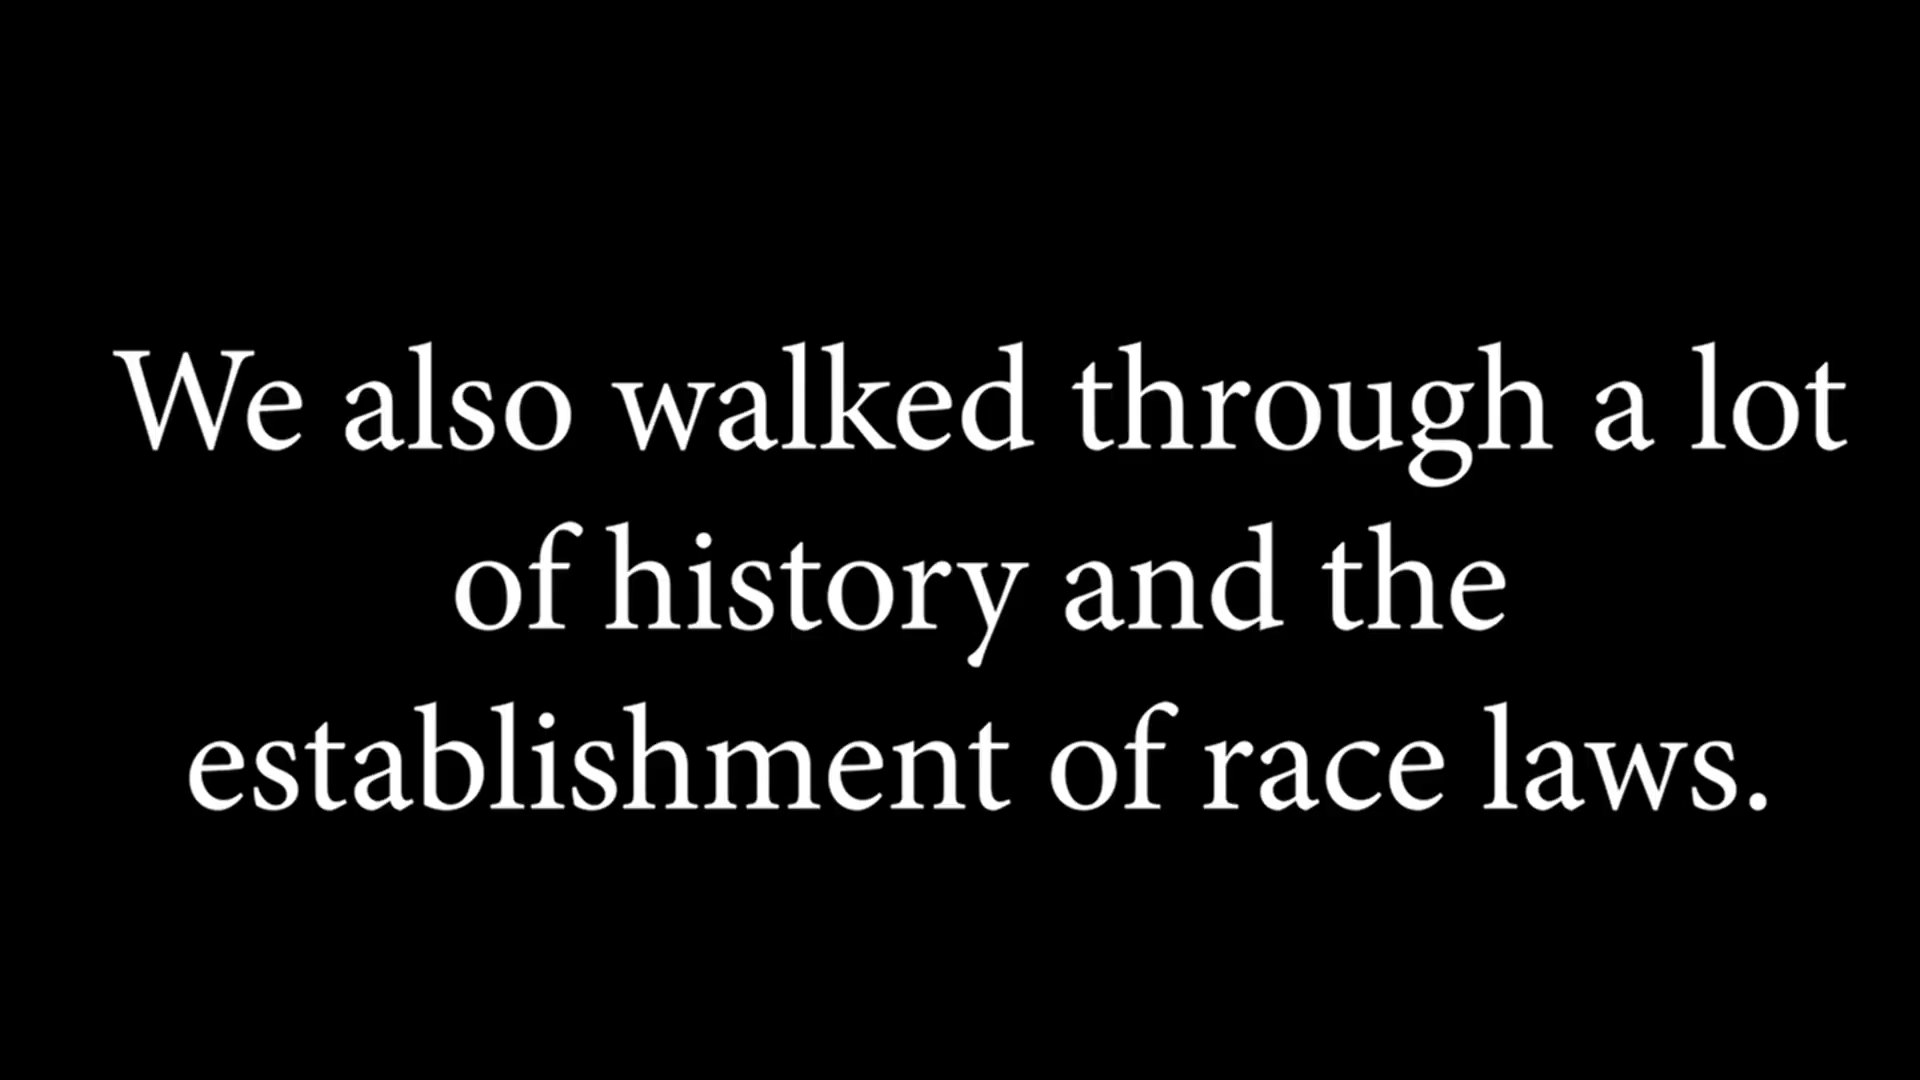 We also walked through a lot
of history and the
establishment of race laws.